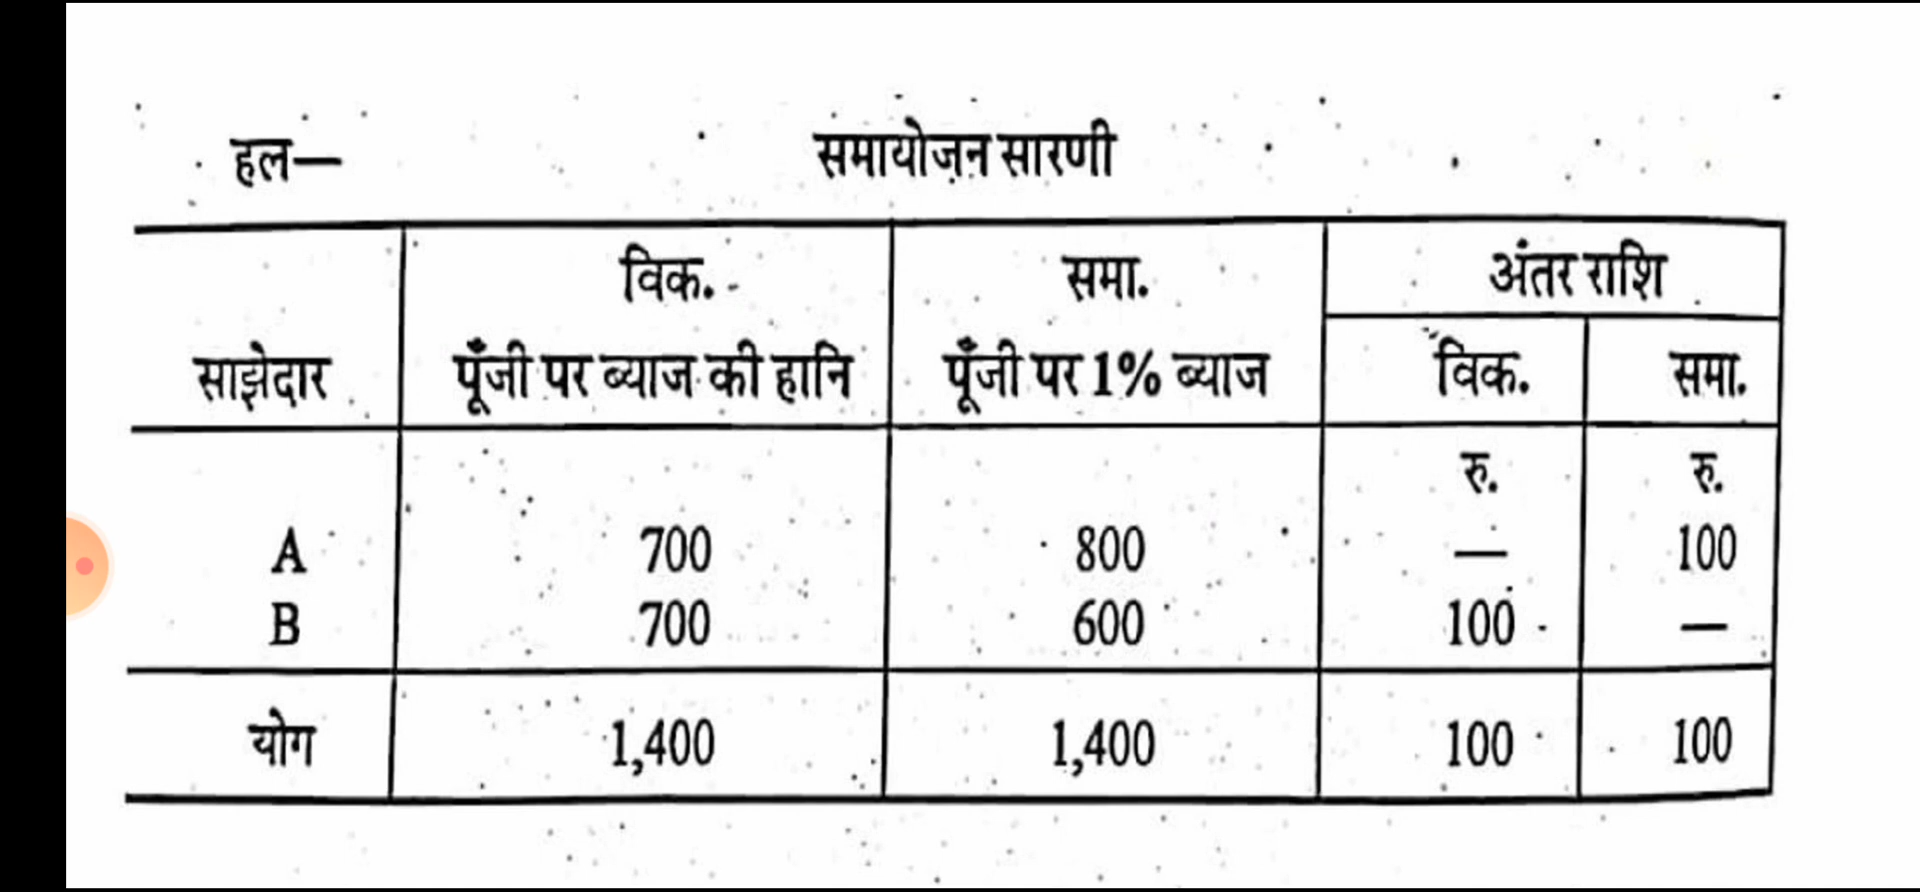 हल— समायोजन सारणी
विक. समा. अंतर राशि
साझेदार पूँजी पर ब्याज की हानि पूँजी पर 1% ब्याज विक. समा.
रु. रु.
A 700 800 — 100
B 700 600 100 —
योग 1,400 1,400 100 100